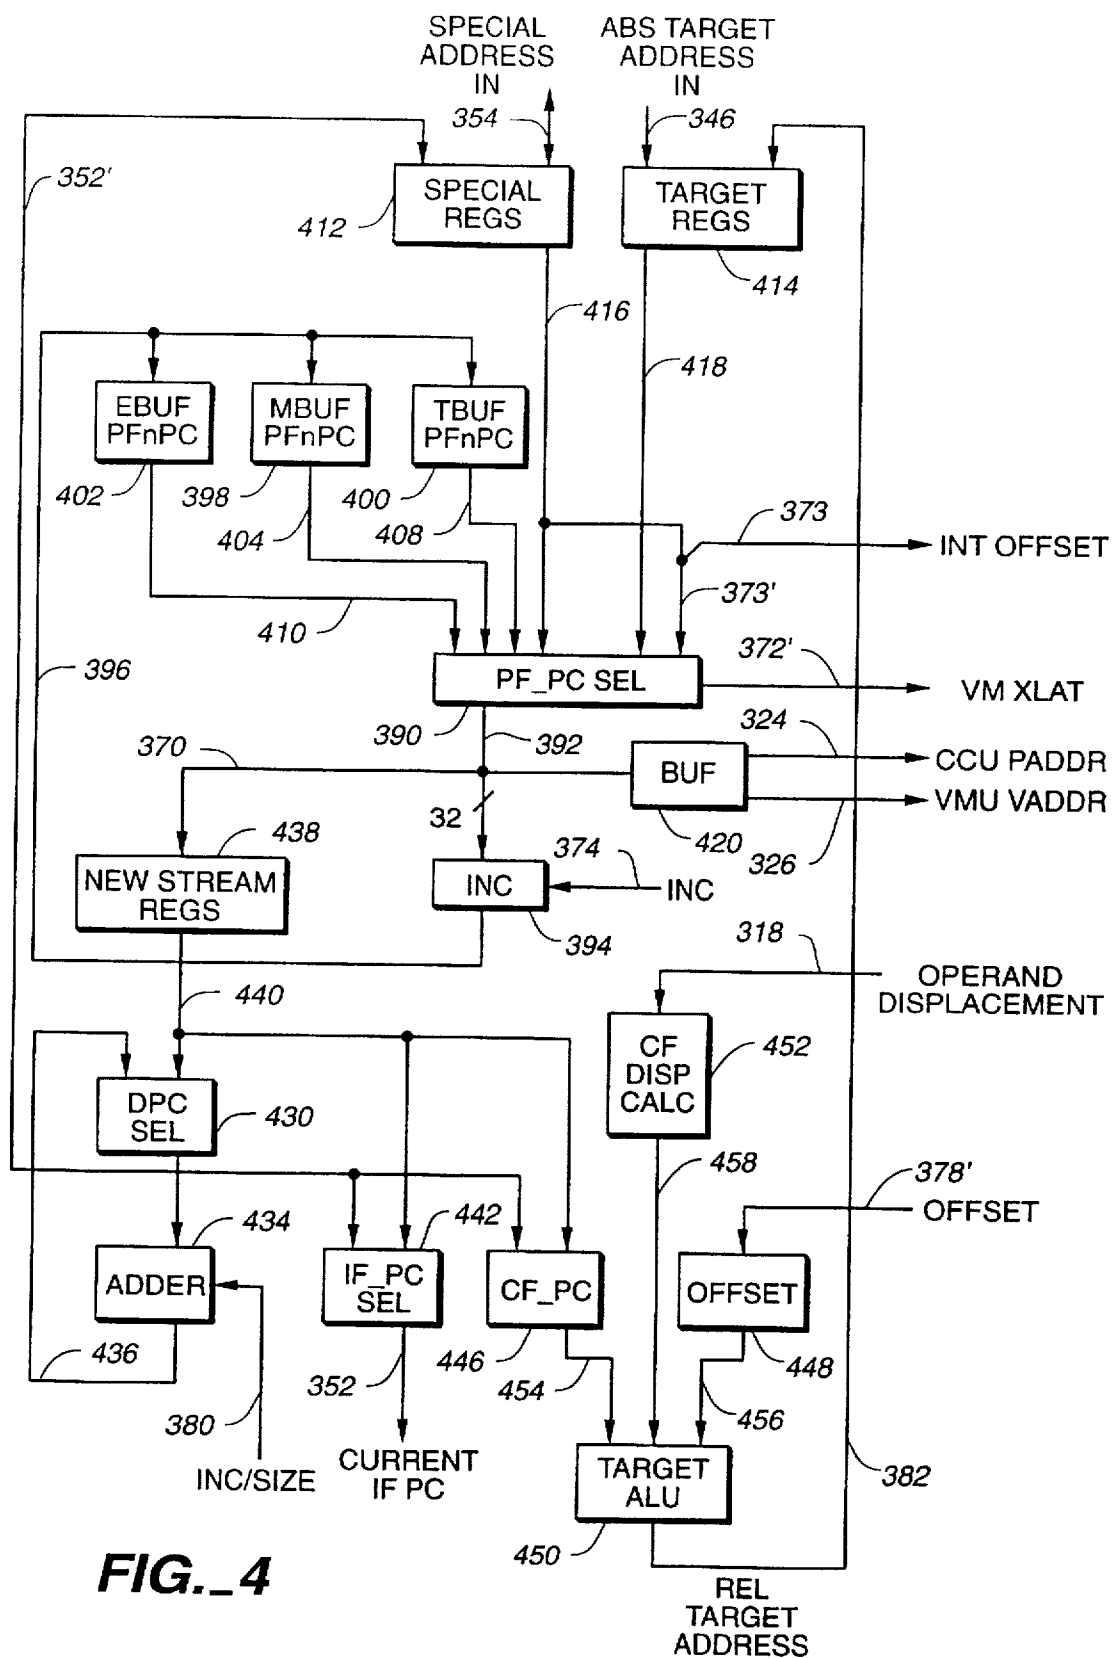 SPECIAL
ADDRESS
IN
ABS TARGET
ADDRESS
IN
354
346
352'
SPECIAL
REGS
412
TARGET
REGS
414
416
418
EBUF
PFnPC
MBUF
PFnPC
TBUF
PFnPC
402
398
400
404
408
373
INT OFFSET
373'
410
396
372'
PF_PC SEL
VM XLAT
390
392
324
370
BUF
CCU PADDR
VMU VADDR
32
420
326
438
374
NEW STREAM
REGS
INC
INC
394
318
OPERAND
DISPLACEMENT
440
CF
DISP
CALC
452
DPC
SEL
430
458
378'
OFFSET
434
442
ADDER
IF_PC
SEL
CF_PC
OFFSET
436
352
446
454
448
456
380
INC/SIZE
CURRENT
IF PC
TARGET
ALU
382
450
FIG._4
REL
TARGET
ADDRESS